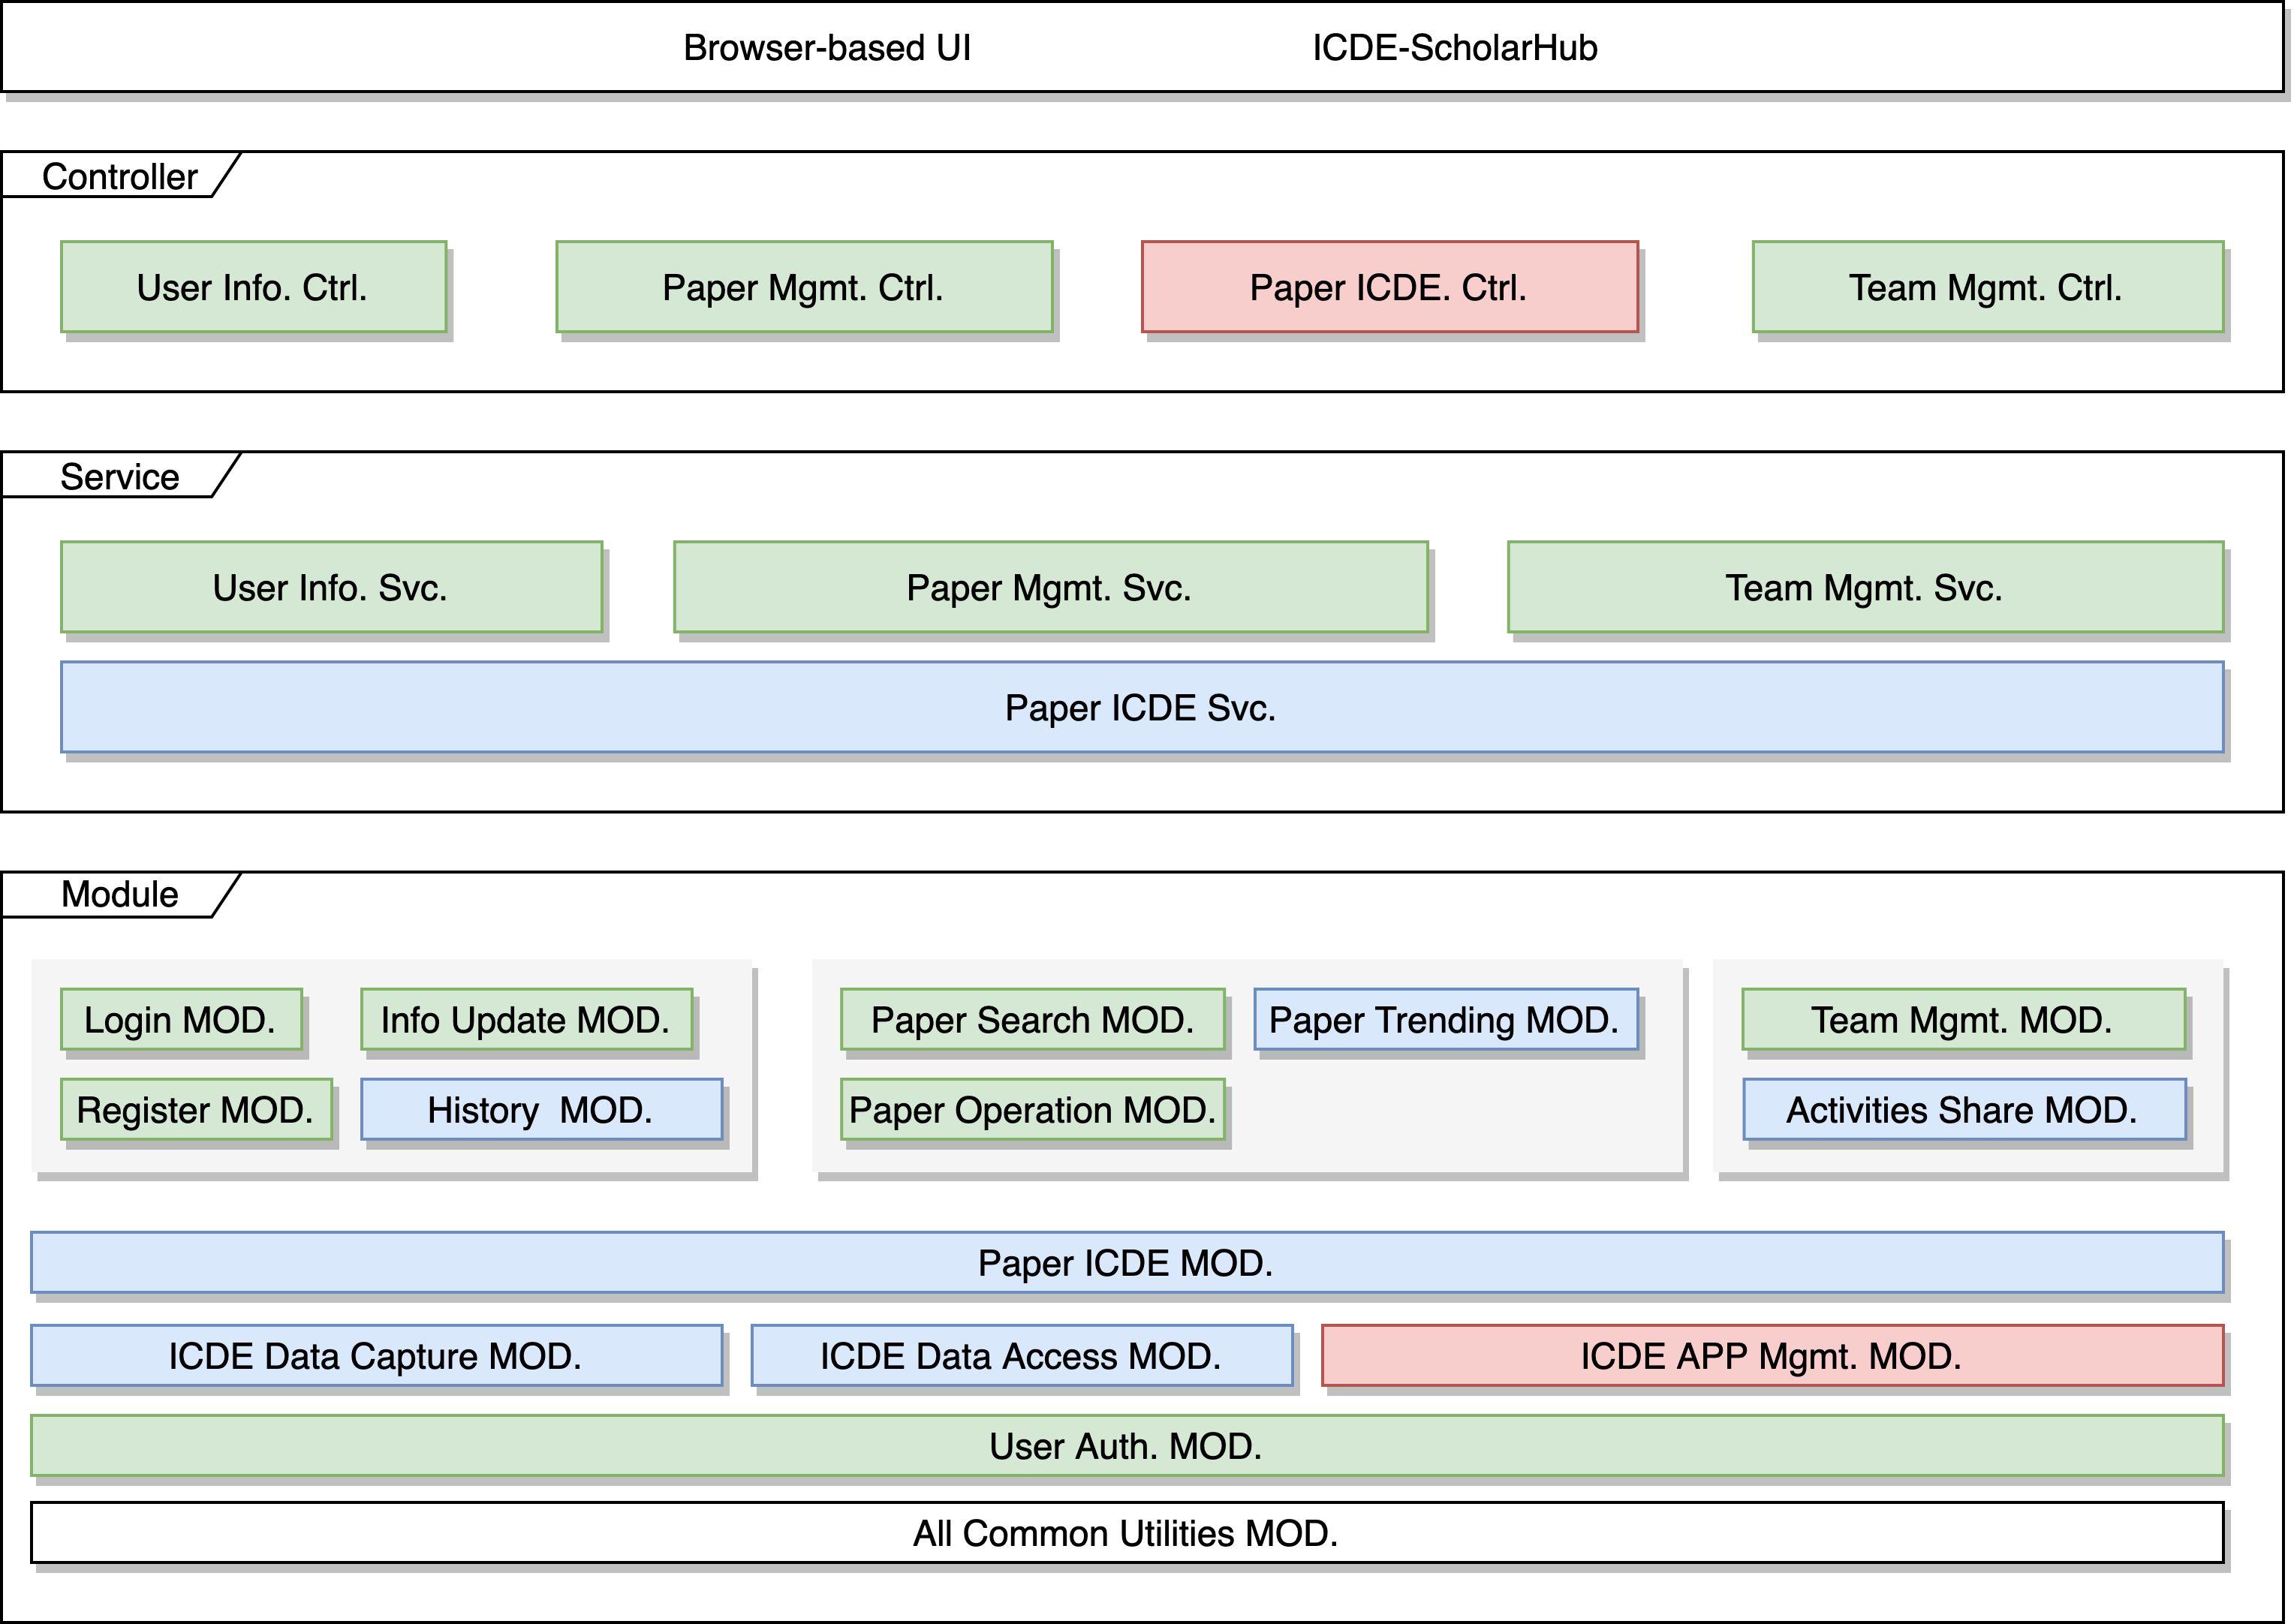 Browser-based UI
ICDE-ScholarHub
Controller
User Info. Ctrl.
Paper Mgmt. Ctrl.
Paper ICDE. Ctrl.
Team Mgmt. Ctrl.
Service
User Info. Svc.
Paper Mgmt. Svc.
Team Mgmt. Svc.
Paper ICDE Svc.
Module
Login MOD.
Info Update MOD.
Register MOD.
History  MOD.
Paper Search MOD.
Paper Trending MOD.
Paper Operation MOD.
Team Mgmt. MOD.
Activities Share MOD.
Paper ICDE MOD.
ICDE Data Capture MOD.
ICDE Data Access MOD.
ICDE APP Mgmt. MOD.
User Auth. MOD.
All Common Utilities MOD.